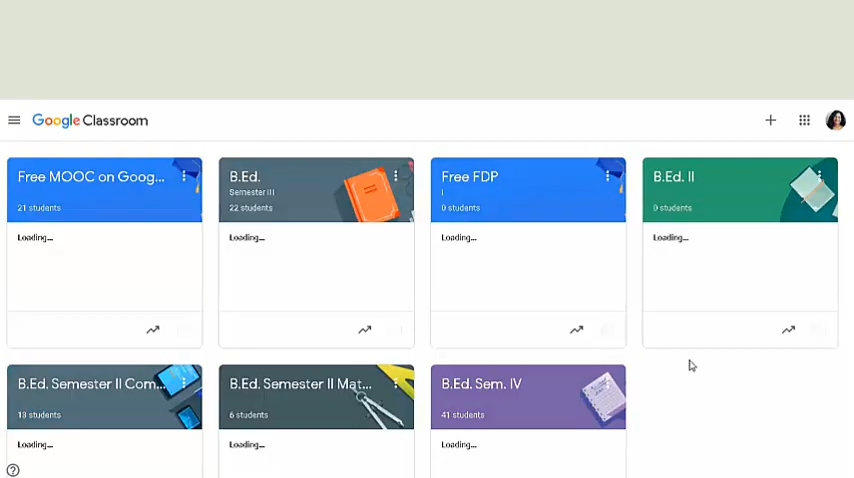 Google Classroom
Free MOOC on Goog...
21 students
Loading...
B.Ed.
Semester III
22 students
Loading...
Free FDP
I
0 students
Loading...
B.Ed. II
0 students
Loading...
B.Ed. Semester II Com...
13 students
Loading...
B.Ed. Semester II Mat...
6 students
Loading...
B.Ed. Sem. IV
41 students
Loading...